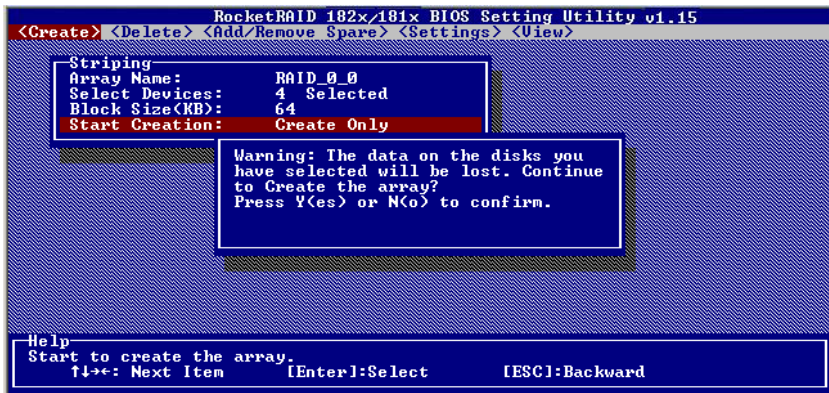 RocketRAID 182x/181x BIOS Setting Utility v1.15
<Create> <Delete> <Add/Remove Spare> <Settings> <View>
Striping
Array Name: RAID_0_0
Select Devices: 4 Selected
Block Size(KB): 64
Start Creation: Create Only
Warning: The data on the disks you
have selected will be lost. Continue
to Create the array?
Press Y(es) or N(o) to confirm.
Help
Start to create the array.
↑↓→←: Next Item [Enter]:Select [ESC]:Backward